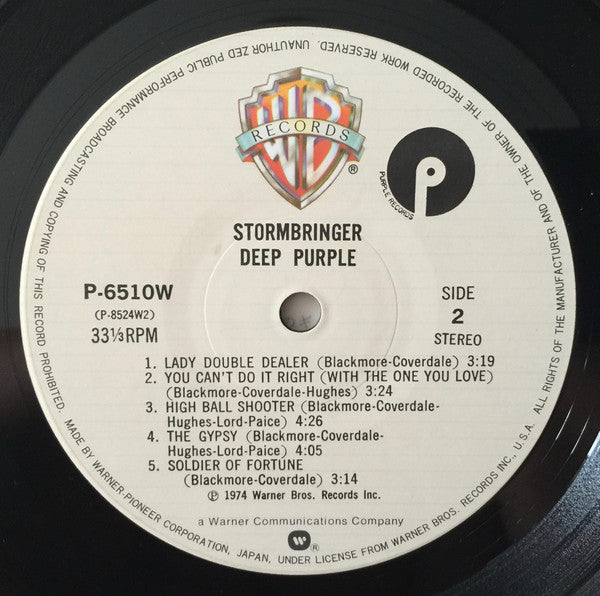 WB
RECORDS
®
P
PURPLE RECORDS
STORMBRINGER
DEEP PURPLE
P-6510W
(P-8524W2)
33⅓RPM
SIDE
2
STEREO
1. LADY DOUBLE DEALER (Blackmore-Coverdale) 3:19
2. YOU CAN'T DO IT RIGHT (WITH THE ONE YOU LOVE)
(Blackmore-Coverdale-Hughes) 3:24
3. HIGH BALL SHOOTER (Blackmore-Coverdale-
Hughes-Lord-Paice) 4:26
4. THE GYPSY (Blackmore-Coverdale-
Hughes-Lord-Paice) 4:05
5. SOLDIER OF FORTUNE
(Blackmore-Coverdale) 3:14
℗ 1974 Warner Bros. Records Inc.
a Warner Communications Company
W ®
MADE BY WARNER-PIONEER CORPORATION, JAPAN, UNDER LICENSE FROM WARNER BROS. RECORDS INC., U.S.A. ALL RIGHTS OF THE MANUFACTURER AND OF THE OWNER OF THE RECORDED WORK RESERVED. UNAUTHOR ZED PUBLIC PERFORMANCE BROADCASTING AND COPYING OF THIS RECORD PROHIBITED.